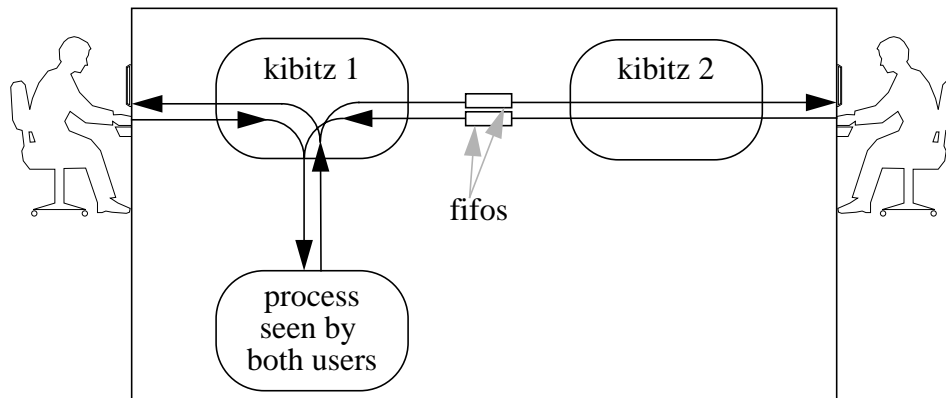 kibitz 1
kibitz 2
fifos
process
seen by
both users